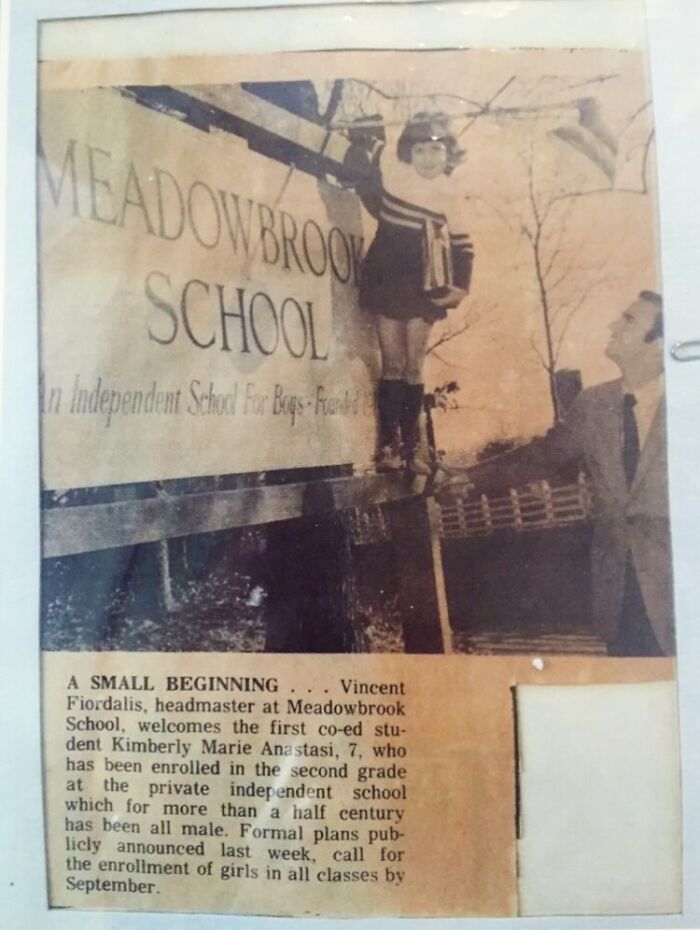 MEADOWBROOK
SCHOOL
An Independent School For Boys - Founded 19
A SMALL BEGINNING . . . Vincent
Fiordalis, headmaster at Meadowbrook
School, welcomes the first co-ed stu-
dent Kimberly Marie Anastasi, 7, who
has been enrolled in the second grade
at the private independent school
which for more than a half century
has been all male. Formal plans pub-
licly announced last week, call for
the enrollment of girls in all classes by
September.